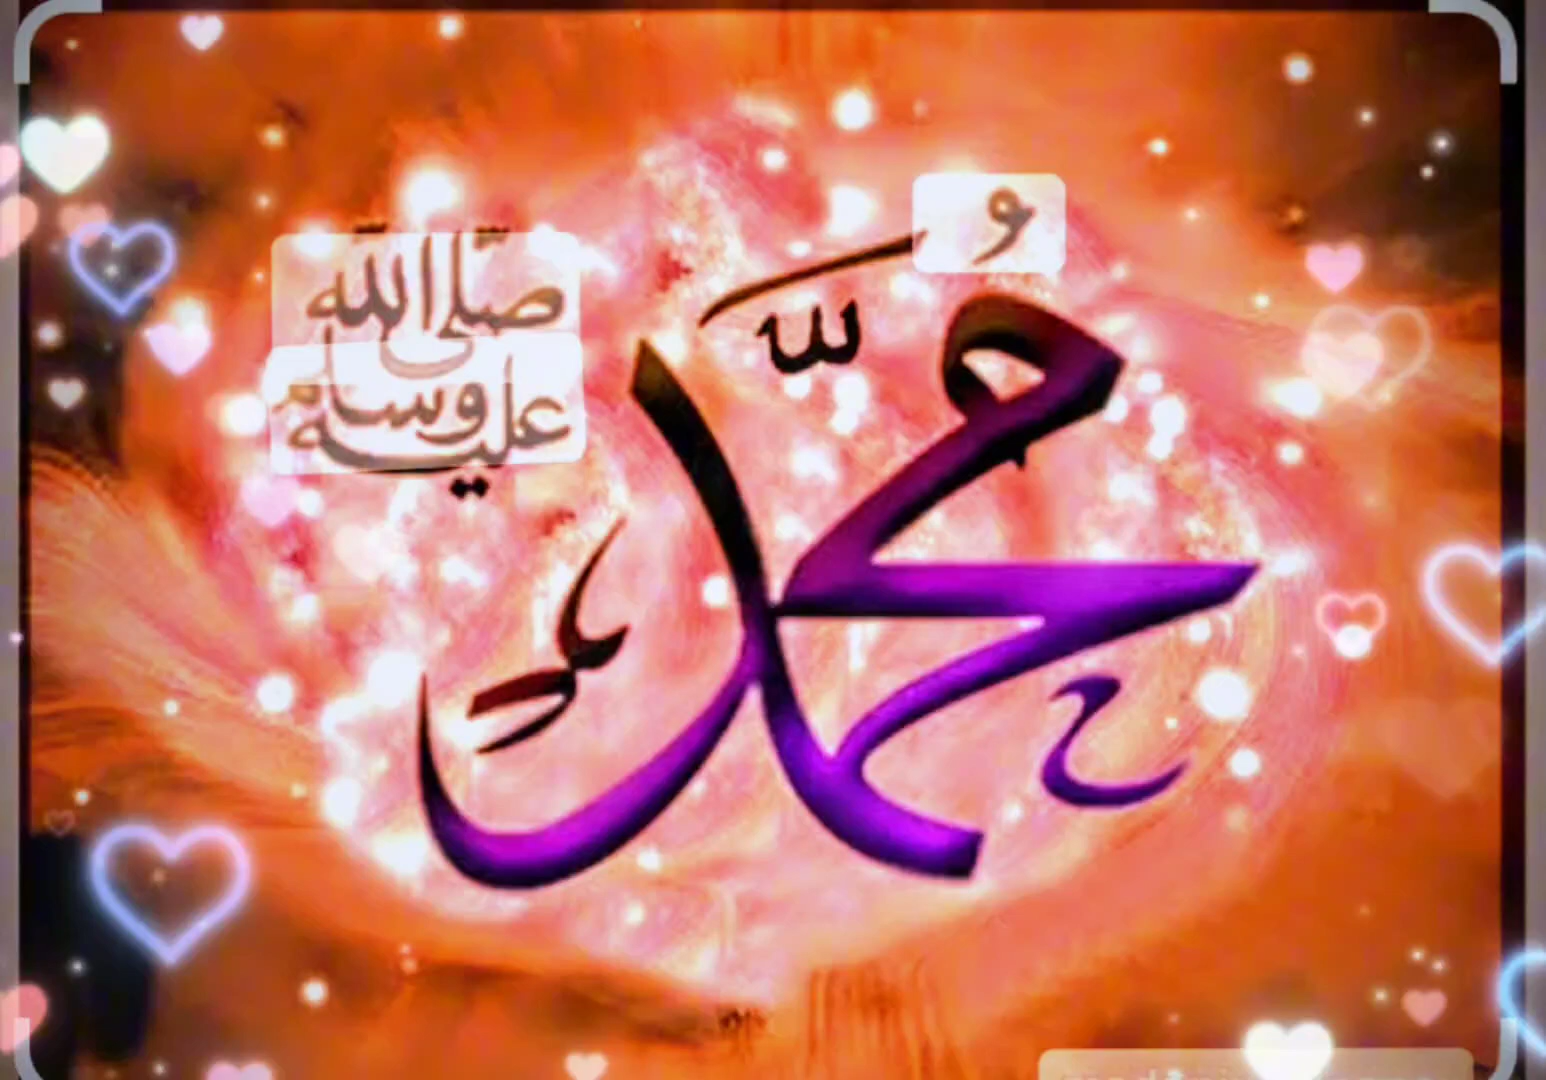 محمد
صلى الله
عليه وسلم